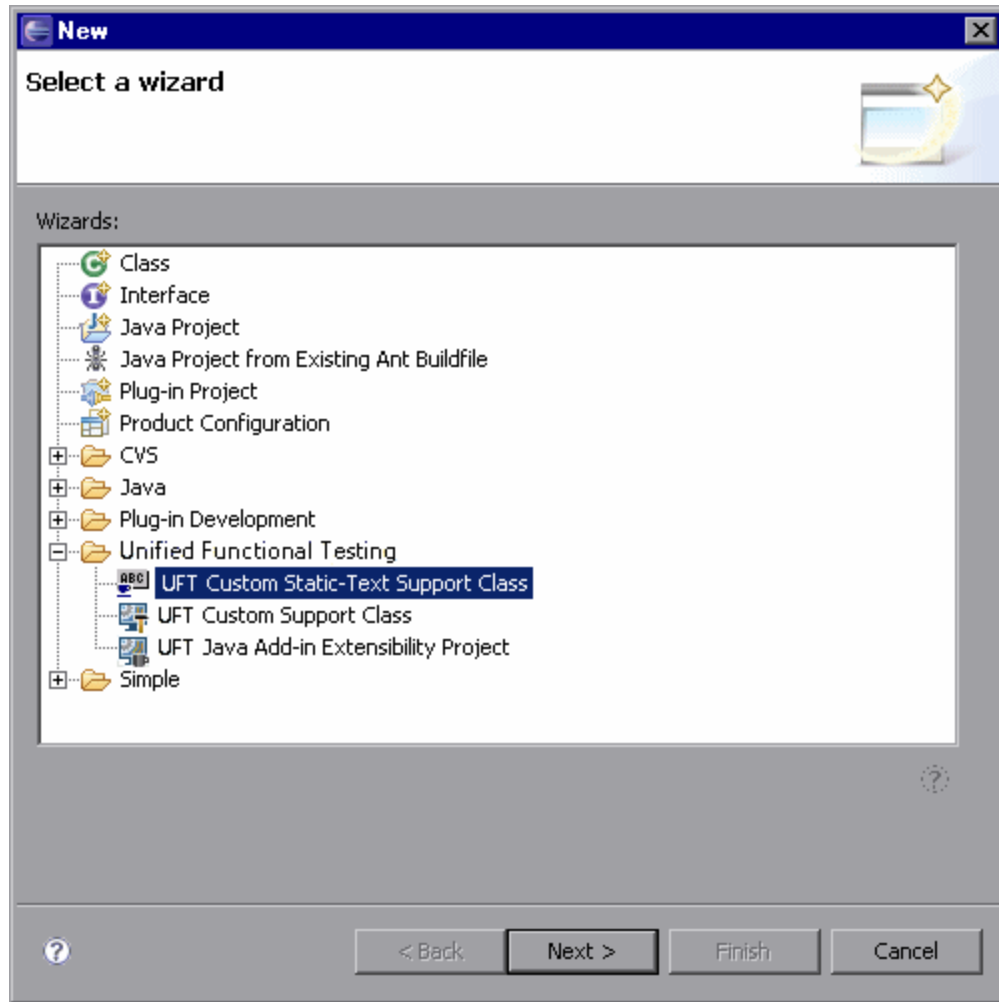 New
Select a wizard
Wizards:
Class
Interface
Java Project
Java Project from Existing Ant Buildfile
Plug-in Project
Product Configuration
CVS
Java
Plug-in Development
Unified Functional Testing
ABC UFT Custom Static-Text Support Class
UFT Custom Support Class
UFT Java Add-in Extensibility Project
Simple
< Back Next > Finish Cancel